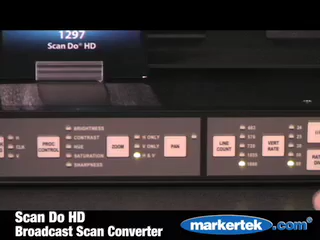 1297
Scan Do® HD
BRIGHTNESS
CONTRAST
HUE
SATURATION
SHARPNESS
PROC CONTROL
ZOOM
H ONLY
V ONLY
H & V
PAN
LINE COUNT
VERT RATE
Scan Do HD
Broadcast Scan Converter
markertek.com®